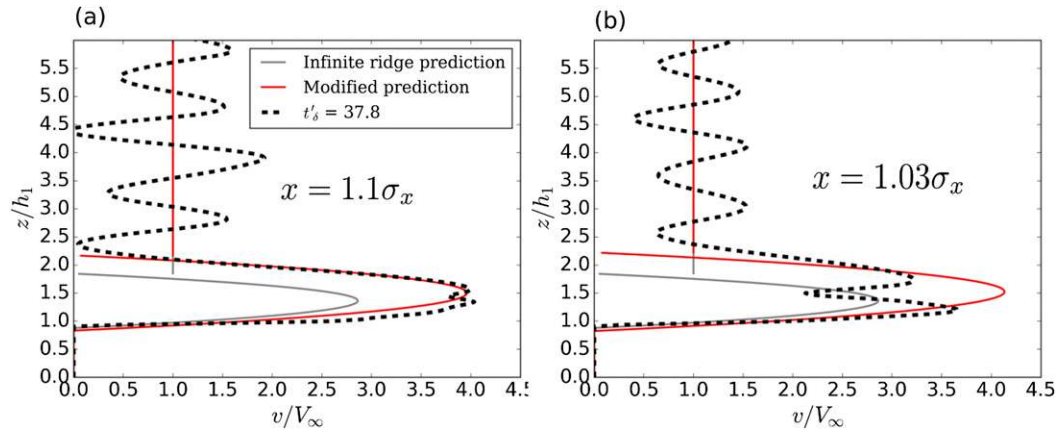 (a)
5.5
5.0
4.5
4.0
3.5
3.0
2.5
2.0
1.5
1.0
0.5
0.0
z/h₁
Infinite ridge prediction
Modified prediction
t'δ = 37.8
x = 1.1σₓ
0.0 0.5 1.0 1.5 2.0 2.5 3.0 3.5 4.0 4.5
v/V∞
(b)
5.5
5.0
4.5
4.0
3.5
3.0
2.5
2.0
1.5
1.0
0.5
0.0
z/h₁
x = 1.03σₓ
0.0 0.5 1.0 1.5 2.0 2.5 3.0 3.5 4.0 4.5
v/V∞